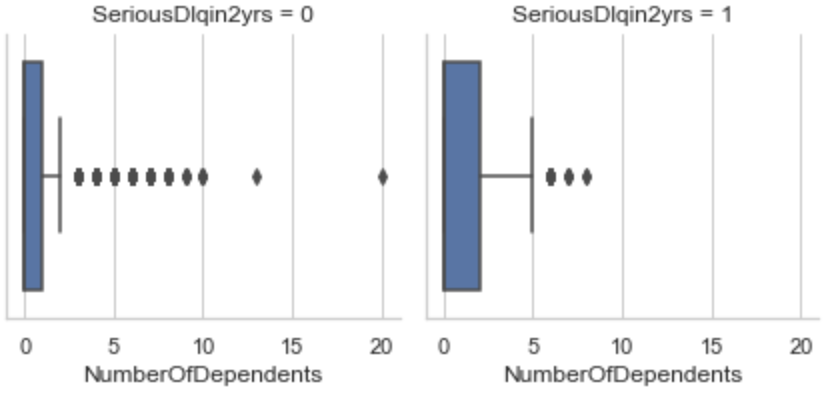 SeriousDlqin2yrs = 0
SeriousDlqin2yrs = 1
0 5 10 15 20
0 5 10 15 20
NumberOfDependents
NumberOfDependents